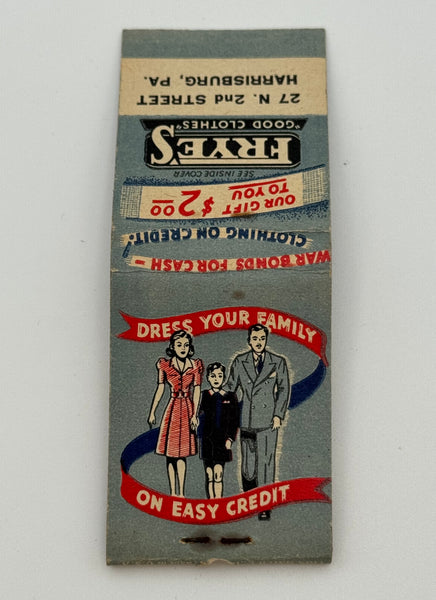 27 N. 2nd STREET
HARRISBURG, PA.
FRYE'S
"GOOD CLOTHES"
SEE INSIDE COVER
OUR GIFT TO YOU $2.00
CLOTHING ON CREDIT!
WAR BONDS FOR CASH -
DRESS YOUR FAMILY
ON EASY CREDIT